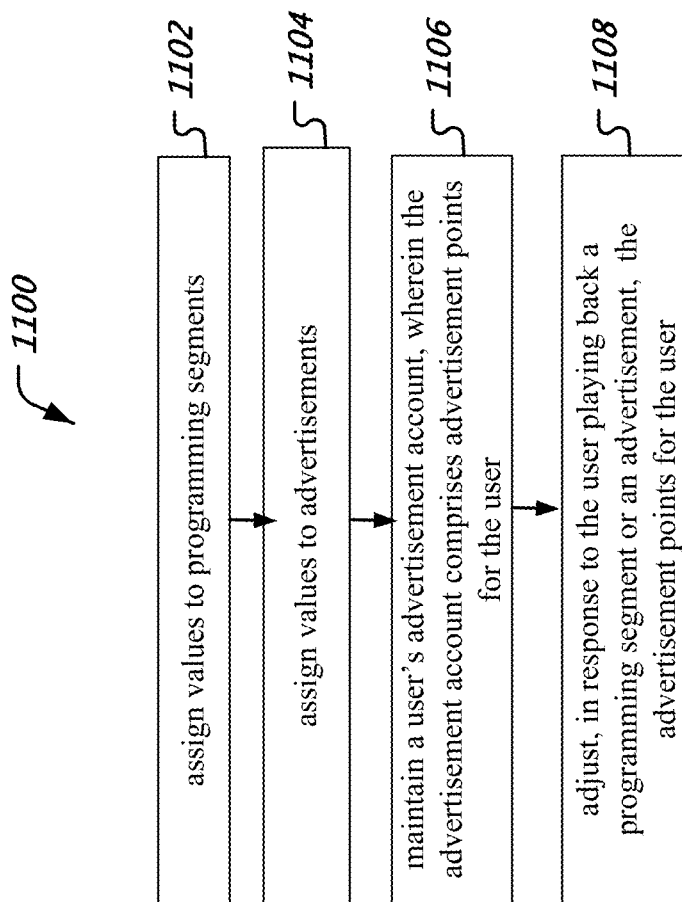 1100
assign values to programming segments
1102
assign values to advertisements
1104
maintain a user's advertisement account, wherein the
advertisement account comprises advertisement points
for the user
1106
adjust, in response to the user playing back a
programming segment or an advertisement, the
advertisement points for the user
1108